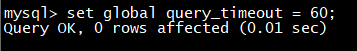 mysql> set global query_timeout = 60;
Query OK, 0 rows affected (0.01 sec)